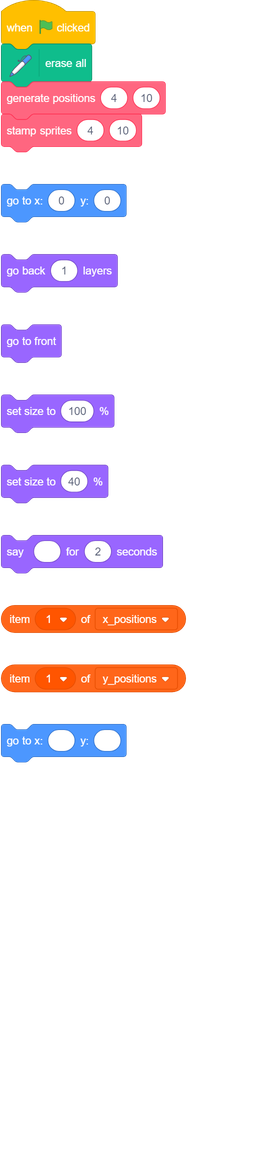 when clicked
erase all
generate positions 4 10
stamp sprites 4 10
go to x: 0 y: 0
go back 1 layers
go to front
set size to 100 %
set size to 40 %
say for 2 seconds
item 1 of x_positions
item 1 of y_positions
go to x: y: